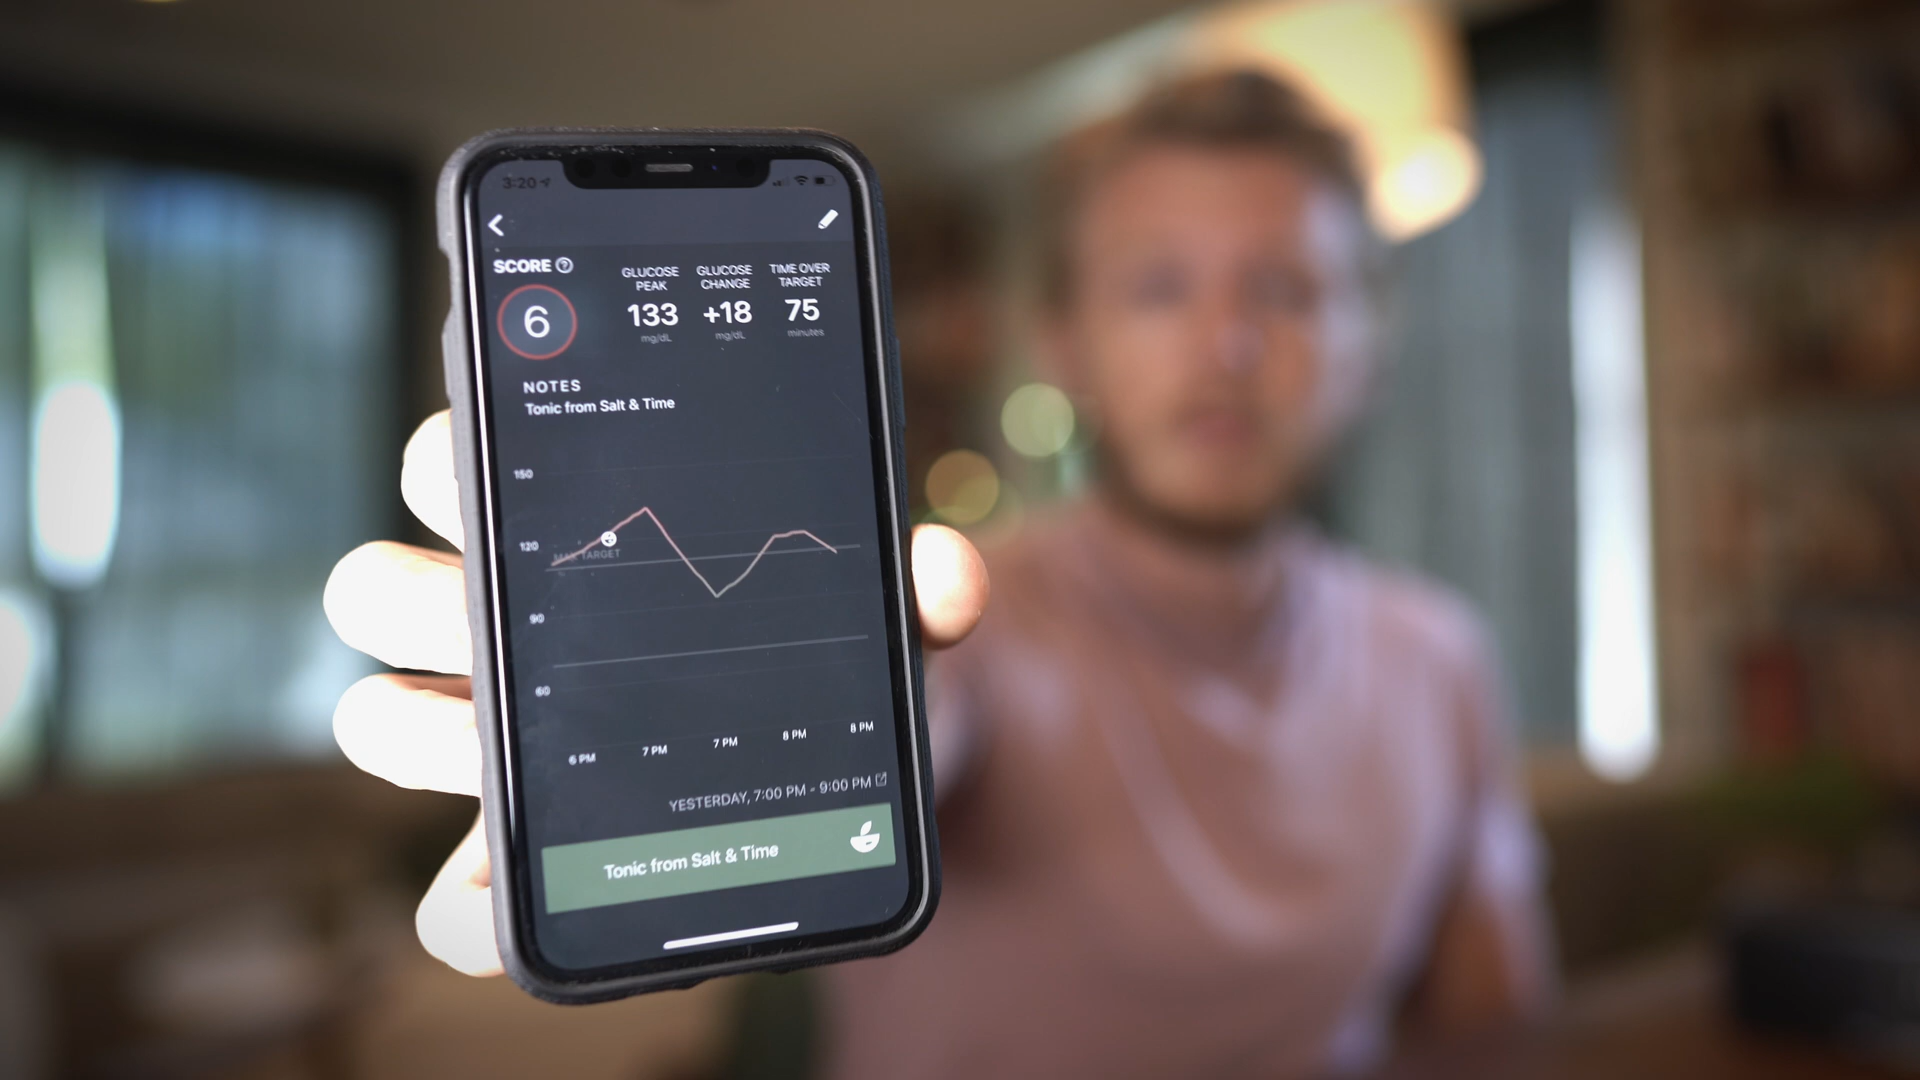 3:20
SCORE ?
GLUCOSE PEAK
GLUCOSE CHANGE
TIME OVER TARGET
6
133
+18
75
mg/dL
mg/dL
minutes
NOTES
Tonic from Salt & Time
150
120
MAX TARGET
90
60
6 PM
7 PM
7 PM
8 PM
8 PM
YESTERDAY, 7:00 PM - 9:00 PM
Tonic from Salt & Time